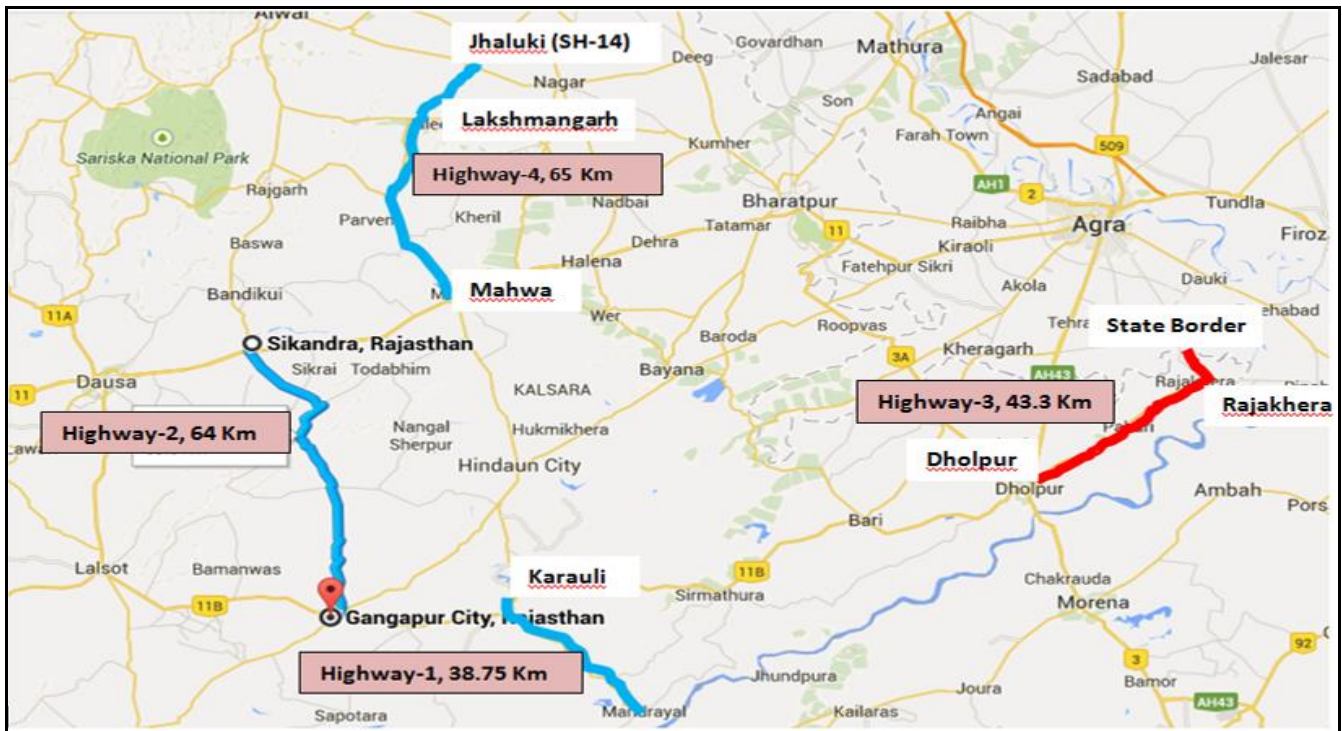 Alwar
Jhaluki (SH-14)
Govardhan
Mathura
Jalesar
Deeg
Nagar
Sadabad
Son
Angai
Lakshmangarh
Farah Town
Sariska National Park
Kumher
509
Highway-4, 65 Km
AH1
2
Rajgarh
Nadbai
Bharatpur
Tundla
Parven
Kheril
Tatamar
11
Raibha
Agra
Baswa
Dehra
Kiraoli
Firoz
Halena
Fatehpur Sikri
Dauki
Bandikui
Mahwa
Akola
ehabad
11A
Wer
Roopvas
Tehra
State Border
Sikandra, Rajasthan
Baroda
3A
Kheragarh
Sikrai
Todabhim
Bayana
AH43
Rajakhera
Dausa
KALSARA
11
Highway-3, 43.3 Km
Rajakhera
Highway-2, 64 Km
Nangal
Sherpur
Hukmikhera
Hindaun City
Dholpur
Dholpur
Ambah
Pors
Bari
Lalsot
Bamanwas
Karauli
11B
Chakrauda
Sirmathura
Morena
11B
Gangapur City, Rajasthan
92
Highway-1, 38.75 Km
3
Jhundpura
Bamor
Joura
AH43
Sapotara
Mandrayal
Kailaras